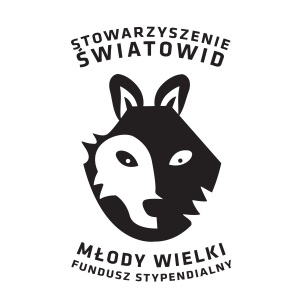 STOWARZYSZENIE
ŚWIATOWID
MŁODY WIELKI
FUNDUSZ STYPENDIALNY